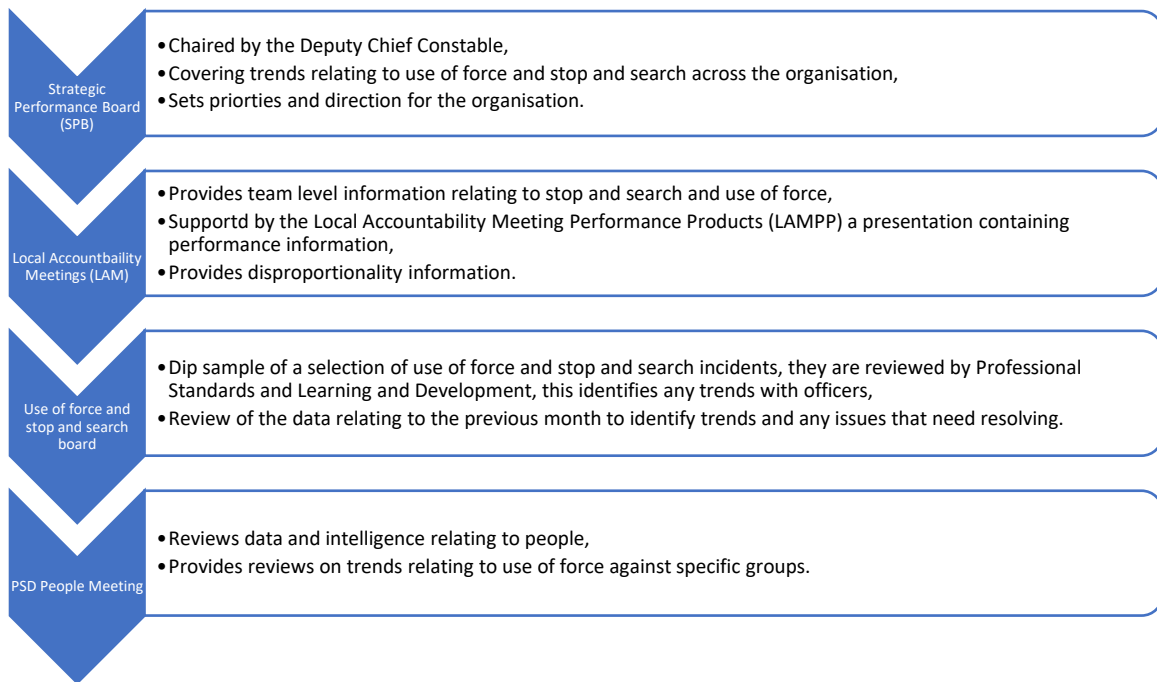 Strategic
Performance Board
(SPB)
•Chaired by the Deputy Chief Constable,
•Covering trends relating to use of force and stop and search across the organisation,
•Sets priorties and direction for the organisation.
Local Accountbaility
Meetings (LAM)
•Provides team level information relating to stop and search and use of force,
•Supportd by the Local Accountability Meeting Performance Products (LAMPP) a presentation containing
performance information,
•Provides disproportionality information.
Use of force and
stop and search
board
•Dip sample of a selection of use of force and stop and search incidents, they are reviewed by Professional
Standards and Learning and Development, this identifies any trends with officers,
•Review of the data relating to the previous month to identify trends and any issues that need resolving.
PSD People Meeting
•Reviews data and intelligence relating to people,
•Provides reviews on trends relating to use of force against specific groups.